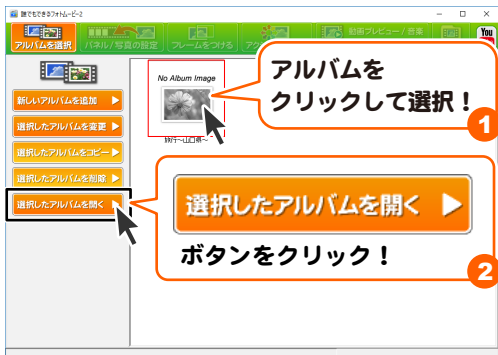 誰でもできるフォトムービー2
アルバムを選択
パネル/写真の設定
フレームをつける
動画プレビュー / 音楽
You
新しいアルバムを追加
選択したアルバムを変更
選択したアルバムをコピー
選択したアルバムを削除
選択したアルバムを開く
No Album Image
旅行~山口県~
アルバムを
クリックして選択!
1
選択したアルバムを開く
ボタンをクリック!
2